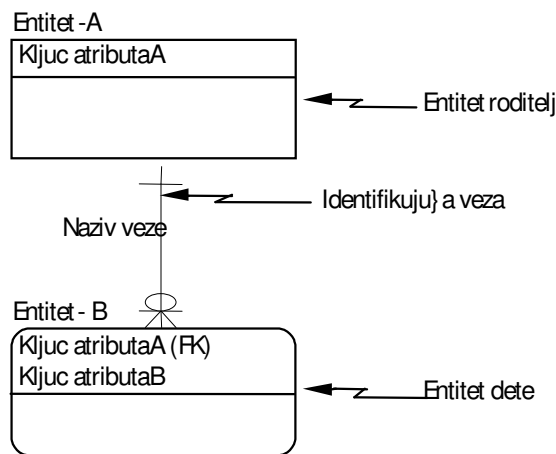 Entitet -A
Kljuc atributaA
Entitet roditelj
Identifikuju} a veza
Naziv veze
Entitet - B
Kljuc atributaA (FK)
Kljuc atributaB
Entitet dete